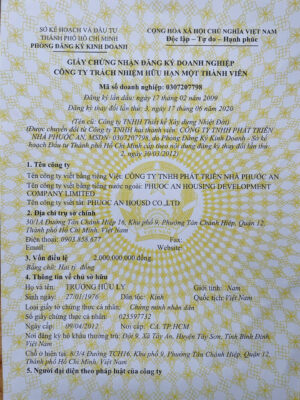 SỞ KẾ HOẠCH VÀ ĐẦU TƯ
THÀNH PHỐ HỒ CHÍ MINH
PHÒNG ĐĂNG KÝ KINH DOANH
CỘNG HÒA XÃ HỘI CHỦ NGHĨA VIỆT NAM
Độc lập - Tự do - Hạnh phúc
GIẤY CHỨNG NHẬN ĐĂNG KÝ DOANH NGHIỆP
CÔNG TY TRÁCH NHIỆM HỮU HẠN MỘT THÀNH VIÊN
Mã số doanh nghiệp: 0307207798
Đăng ký lần đầu: ngày 17 tháng 02 năm 2009
Đăng ký thay đổi lần thứ: 3, ngày 17 tháng 06 năm 2020
(Tên cũ: Công ty TNHH Thiết kế Xây dựng Nhiệt Đới)
(Được chuyển đổi từ Công ty TNHH hai thành viên: CÔNG TY TNHH PHÁT TRIỂN
NHÀ PHƯỚC AN, MSDN: 0307207798, do Phòng Đăng Ký Kinh Doanh - Sở kế
hoạch Đầu tư Thành phố Hồ Chí Minh cấp theo nội dung đăng ký thay đổi lần thứ:
2, ngày 30/03/2012)
1. Tên công ty
Tên công ty viết bằng tiếng Việt: CÔNG TY TNHH PHÁT TRIỂN NHÀ PHƯỚC AN
Tên công ty viết bằng tiếng nước ngoài: PHUOC AN HOUSING DEVELOPMENT
COMPANY LIMITED
Tên công ty viết tắt: PHUOC AN HOUSD CO.,LTD
2. Địa chỉ trụ sở chính
30/1.4 Đường Tân Chánh Hiệp 16, Khu phố 9, Phường Tân Chánh Hiệp, Quận 12,
Thành phố Hồ Chí Minh, Việt Nam
Điện thoại: 0903.858.677 Fax:
Email: Website:
3. Vốn điều lệ 2.000.000.000 đồng.
Bằng chữ: Hai tỷ đồng
4. Thông tin về chủ sở hữu
Họ và tên: TRƯƠNG HỮU LÝ Giới tính: Nam
Sinh ngày: 27/01/1976 Dân tộc: Kinh Quốc tịch: Việt Nam
Loại giấy tờ chứng thực cá nhân: Chứng minh nhân dân
Số giấy chứng thực cá nhân: 025597732
Ngày cấp: 09/04/2012 Nơi cấp: CA. TP.HCM
Nơi đăng ký hộ khẩu thường trú: Đội 9, Xã Tây An, Huyện Tây Sơn, Tỉnh Bình Định,
Việt Nam
Chỗ ở hiện tại: 8/3/4 Đường TCH16, Khu phố 9, Phường Tân Chánh Hiệp, Quận 12,
Thành phố Hồ Chí Minh, Việt Nam
5. Người đại diện theo pháp luật của công ty